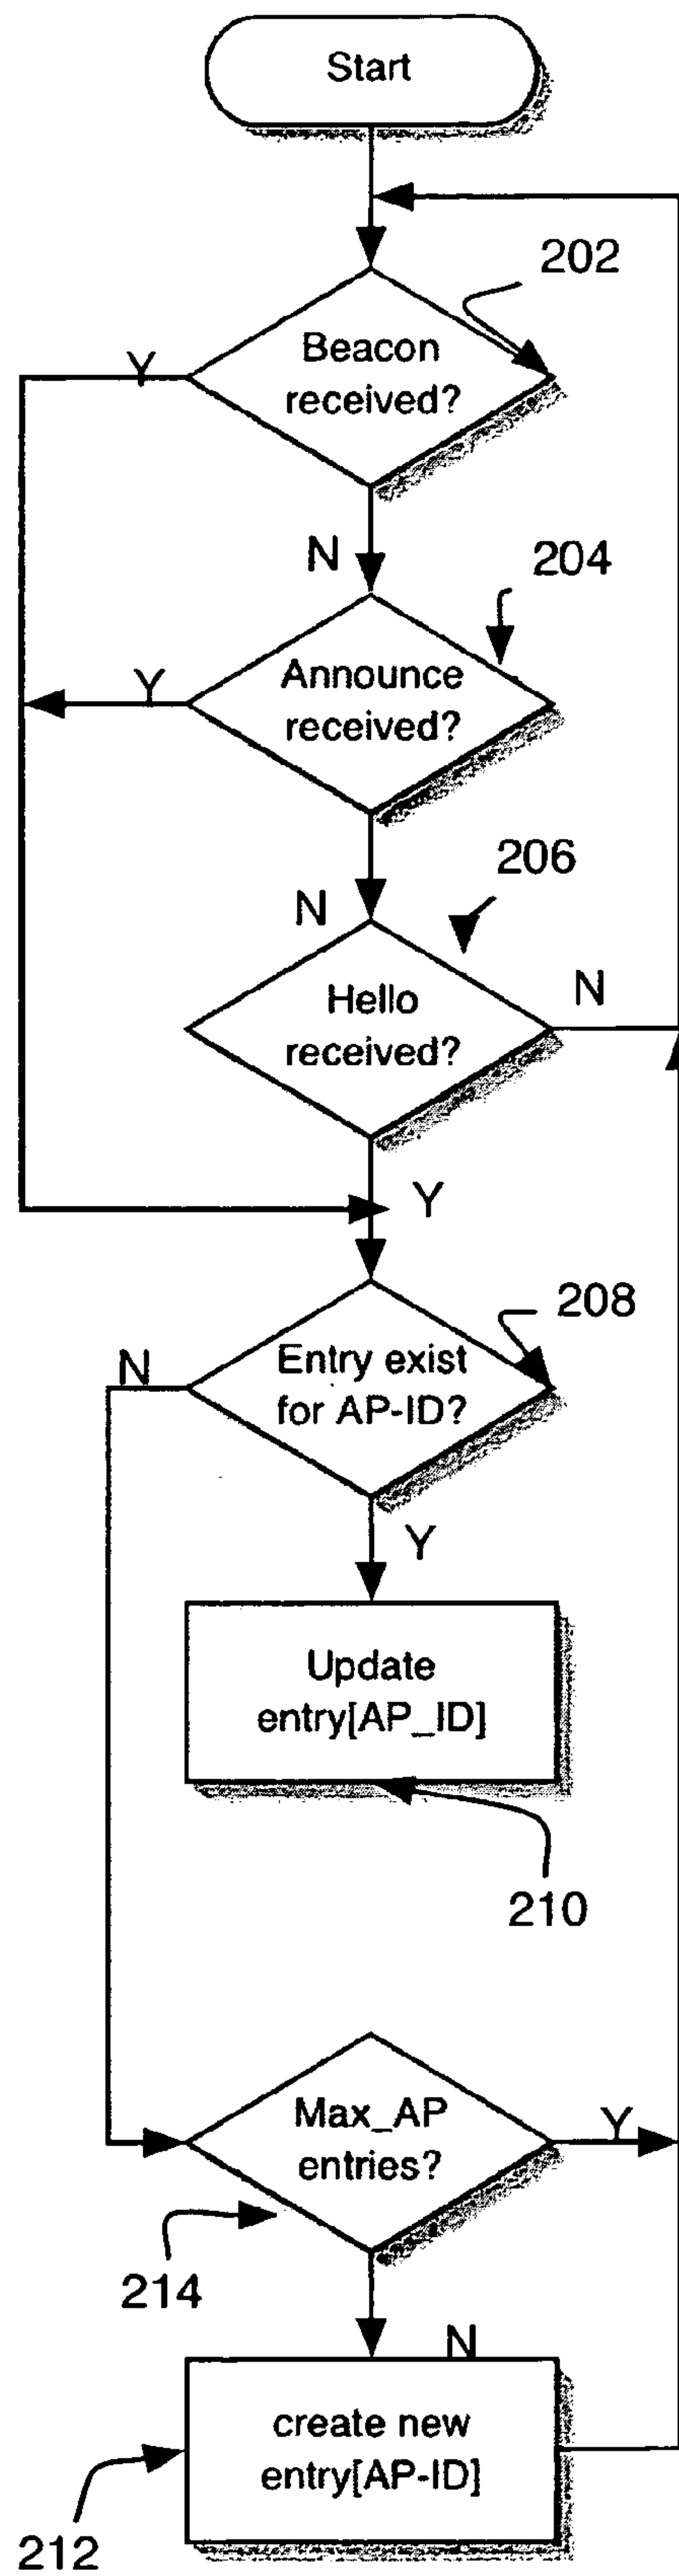 Start
202
Beacon
received?
Y
N
204
Announce
received?
Y
206
N
Hello
received?
N
Y
208
Entry exist
for AP-ID?
N
Y
Update
entry[AP_ID]
210
Max_AP
entries?
Y
214
N
create new
entry[AP-ID]
212